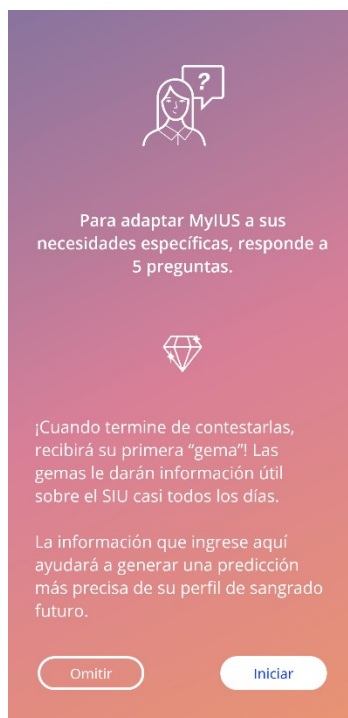 ?
Para adaptar MyIUS a sus
necesidades específicas, responde a
5 preguntas.
¡Cuando termine de contestarlas,
recibirá su primera “gema”! Las
gemas le darán información útil
sobre el SIU casi todos los días.
La información que ingrese aquí
ayudará a generar una predicción
más precisa de su perfil de sangrado
futuro.
Omitir
Iniciar